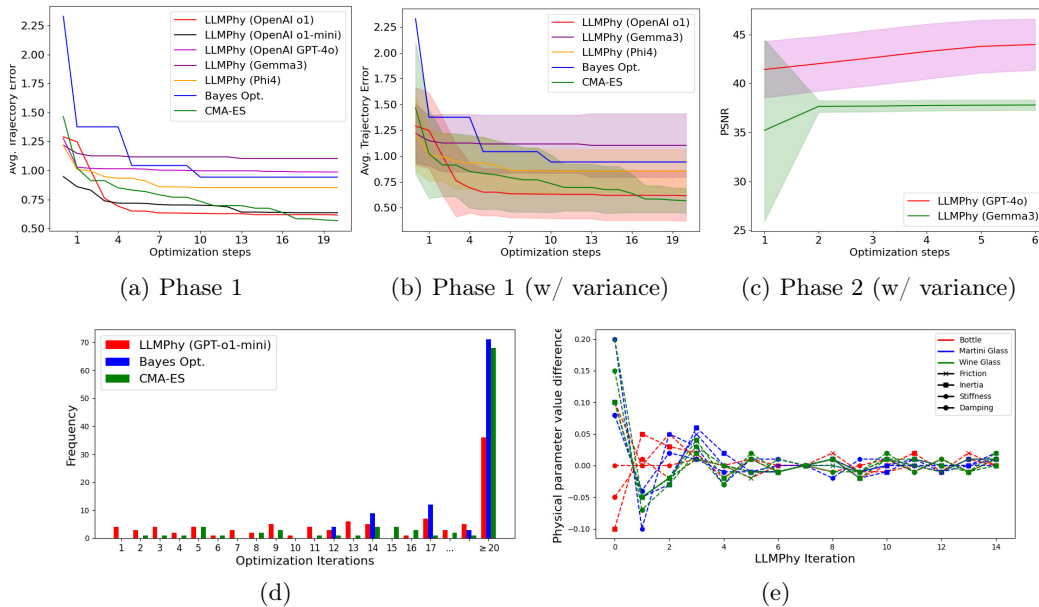 Avg. Trajectory Error
2.25
2.00
1.75
1.50
1.25
1.00
0.75
0.50
LLMPhy (OpenAI o1)
LLMPhy (OpenAI o1-mini)
LLMPhy (OpenAI GPT-4o)
LLMPhy (Gemma3)
LLMPhy (Phi4)
Bayes Opt.
CMA-ES
1 4 7 10 13 16 19
Optimization steps
(a) Phase 1
Avg. Trajectory Error
2.25
2.00
1.75
1.50
1.25
1.00
0.75
0.50
LLMPhy (OpenAI o1)
LLMPhy (Gemma3)
LLMPhy (Phi4)
Bayes Opt.
CMA-ES
1 4 7 10 13 16 19
Optimization steps
(b) Phase 1 (w/ variance)
PSNR
45
40
35
30
25
LLMPhy (GPT-4o)
LLMPhy (Gemma3)
1 2 3 4 5 6
Optimization steps
(c) Phase 2 (w/ variance)
Frequency
70
60
50
40
30
20
10
0
LLMPhy (GPT-o1-mini)
Bayes Opt.
CMA-ES
1 2 3 4 5 6 7 8 9 10 11 12 13 14 15 16 17 ... ≥ 20
Optimization Iterations
(d)
Physical parameter value difference
0.20
0.15
0.10
0.05
0.00
−0.05
−0.10
Bottle
Martini Glass
Wine Glass
Friction
Inertia
Stiffness
Damping
0 2 4 6 8 10 12 14
LLMPhy Iteration
(e)